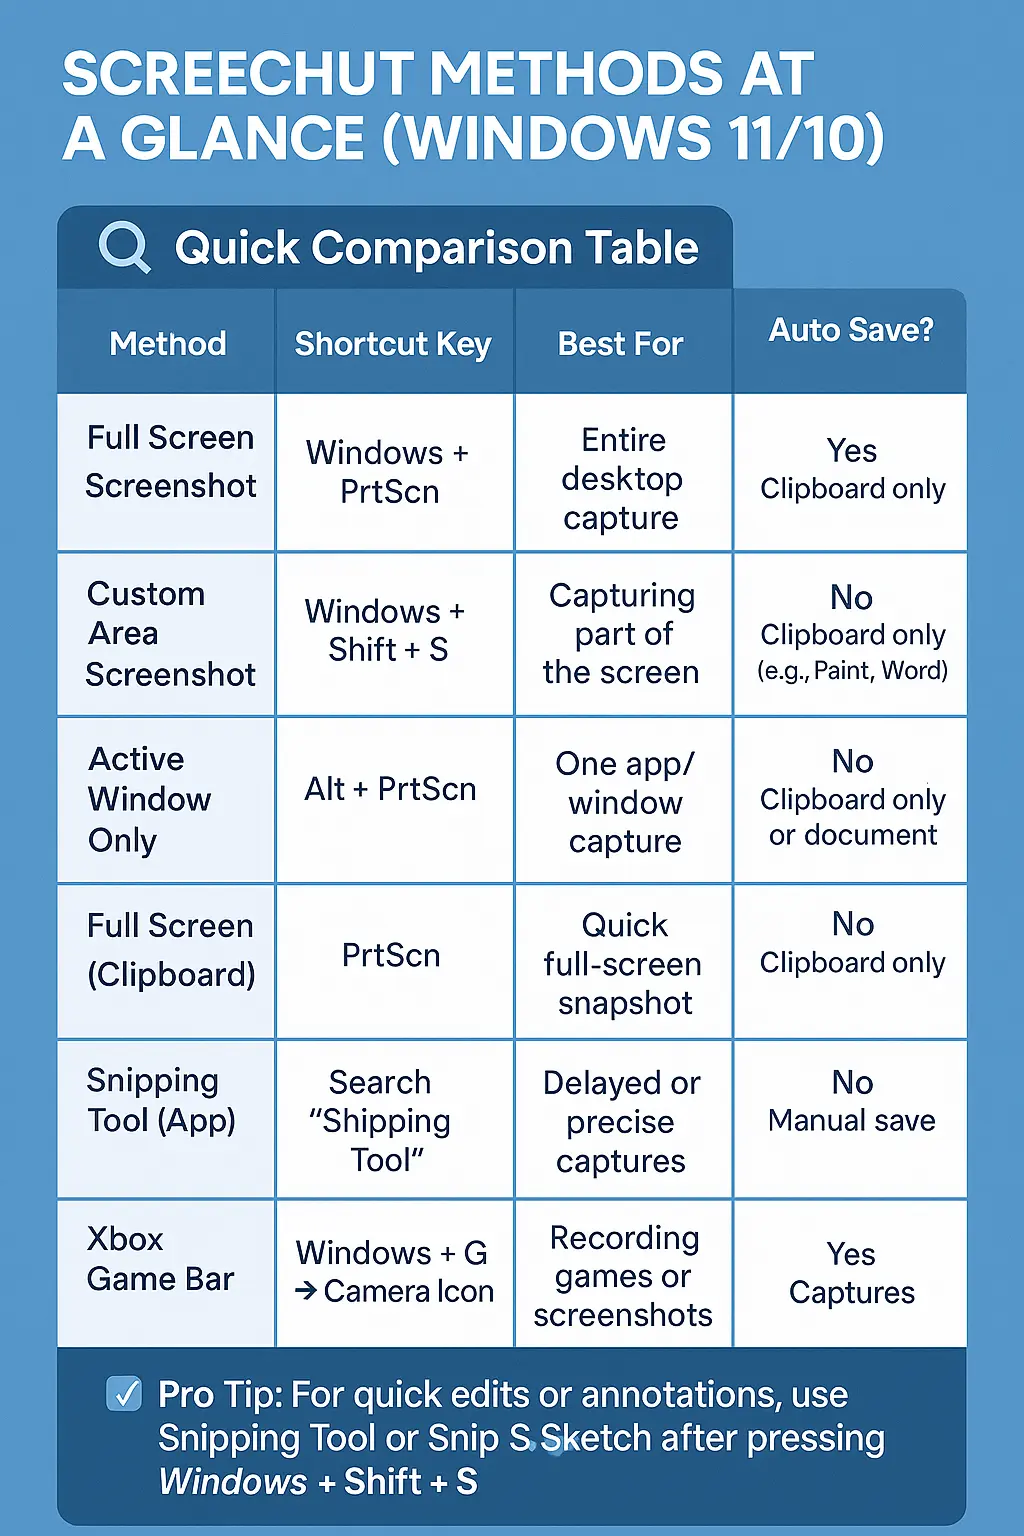 SCREECHUT METHODS AT
A GLANCE (WINDOWS 11/10)
Quick Comparison Table
Method
Shortcut Key
Best For
Auto Save?
Full Screen
Screenshot
Windows +
PrtScn
Entire
desktop
capture
Yes
Clipboard only
Custom
Area
Screenshot
Windows +
Shift + S
Capturing
part of
the screen
No
Clipboard only
(e.g., Paint, Word)
Active
Window
Only
Alt + PrtScn
One app/
window
capture
No
Clipboard only
or document
Full Screen
(Clipboard)
PrtScn
Quick
full-screen
snapshot
No
Clipboard only
Snipping
Tool (App)
Search
“Shipping
Tool”
Delayed or
precise
captures
No
Manual save
Xbox
Game Bar
Windows + G
→ Camera Icon
Recording
games or
screenshots
Yes
Captures
Pro Tip: For quick edits or annotations, use
Snipping Tool or Snip S Sketch after pressing
Windows + Shift + S